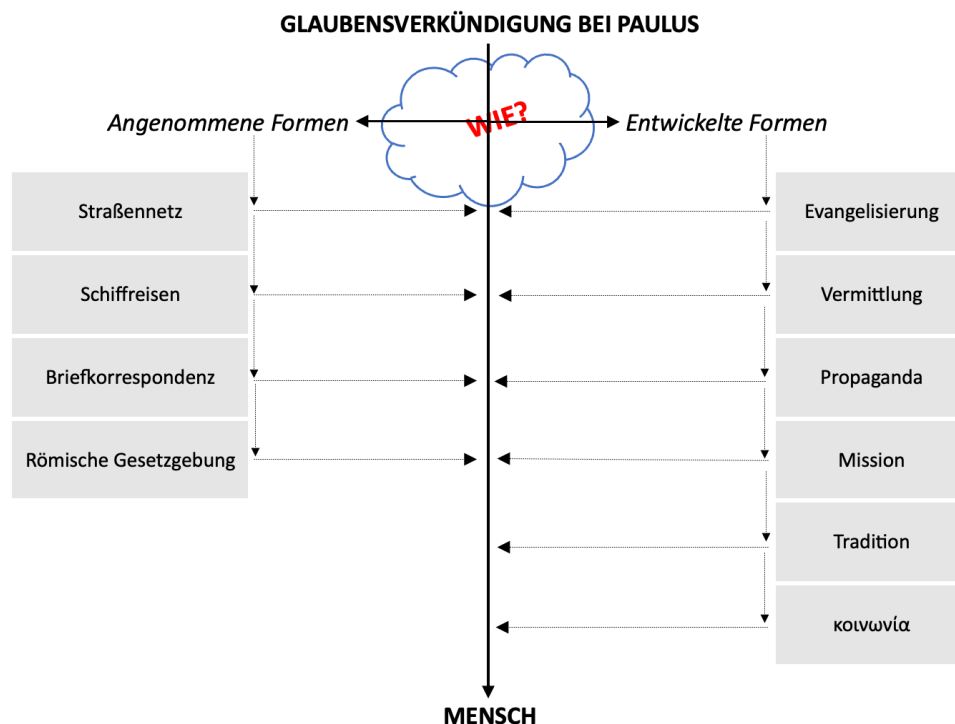 GLAUBENSVERKÜNDIGUNG BEI PAULUS
WIE?
Angenommene Formen
Entwickelte Formen
Straßennetz
Evangelisierung
Schiffreisen
Vermittlung
Briefkorrespondenz
Propaganda
Römische Gesetzgebung
Mission
Tradition
κοινωνία
MENSCH